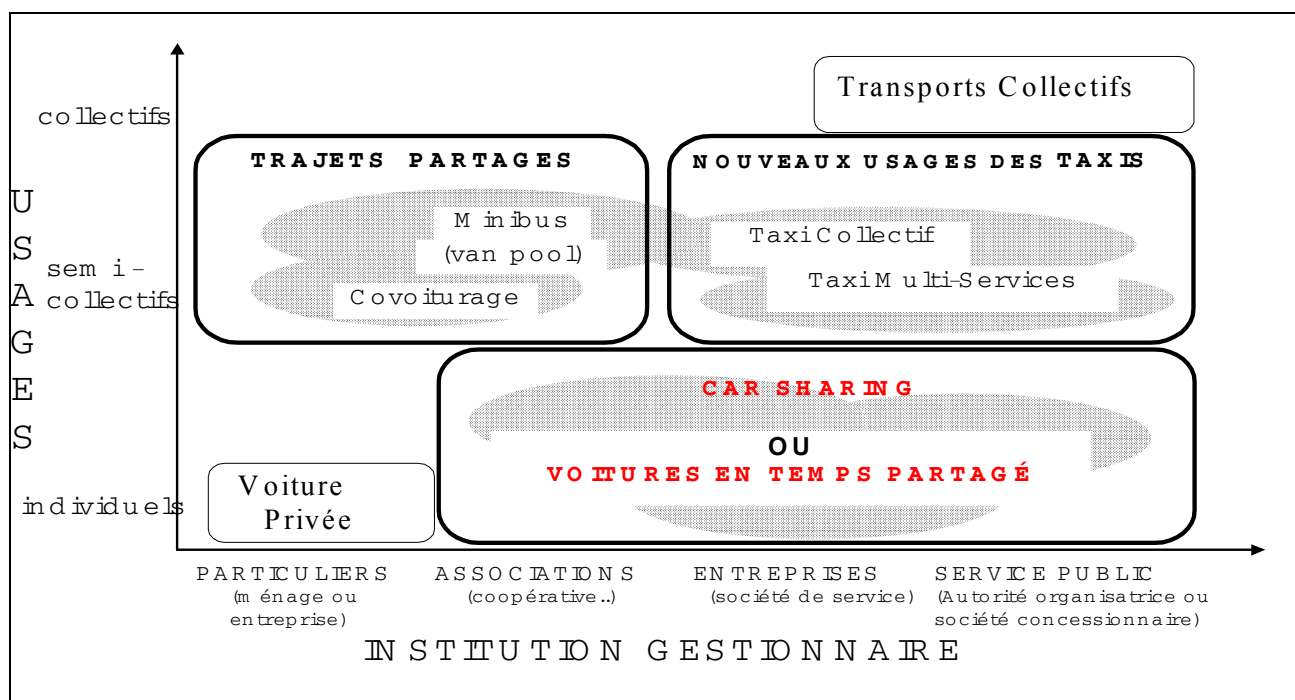 Transports Collectifs
collectifs
TRAJETS PARTAGES
NOUVEAUX USAGES DES TAXIS
USAGES
Minibus
(van pool)
Taxi Collectif
semi-
collectifs
Taxi Multi-Services
Covoiturage
CAR SHARING
OU
VOITURES EN TEMPS PARTAGÉ
individuels
Voiture
Privée
PARTICULIERS
(ménage ou
entreprise)
ASSOCIATIONS
(coopérative..)
ENTREPRISES
(société de service)
SERVICE PUBLIC
(Autorité organisatrice ou
société concessionnaire)
INSTITUTION GESTIONNAIRE